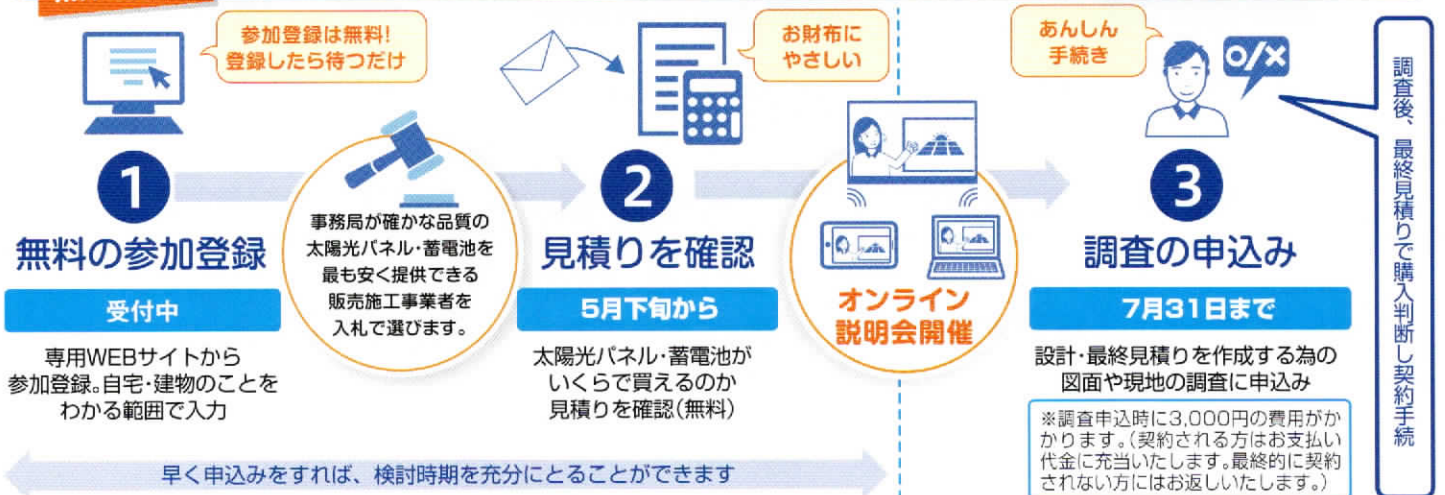 参加登録は無料!
登録したら待つだけ
1
無料の参加登録
受付中
専用WEBサイトから
参加登録。自宅・建物のことを
わかる範囲で入力
事務局が確かな品質の
太陽光パネル・蓄電池を
最も安く提供できる
販売施工事業者を
入札で選びます。
お財布に
やさしい
2
見積りを確認
5月下旬から
太陽光パネル・蓄電池が
いくらで買えるのか
見積りを確認(無料)
オンライン
説明会開催
あんしん
手続き
O/X
3
調査の申込み
7月31日まで
設計・最終見積りを作成する為の
図面や現地の調査に申込み
※調査申込時に3,000円の費用がか
かります。(契約される方はお支払い
代金に充当いたします。最終的に契約
されない方にはお返しいたします。)
調査後、最終見積りで購入判断し契約手続
早く申込みをすれば、検討時期を充分にとることができます